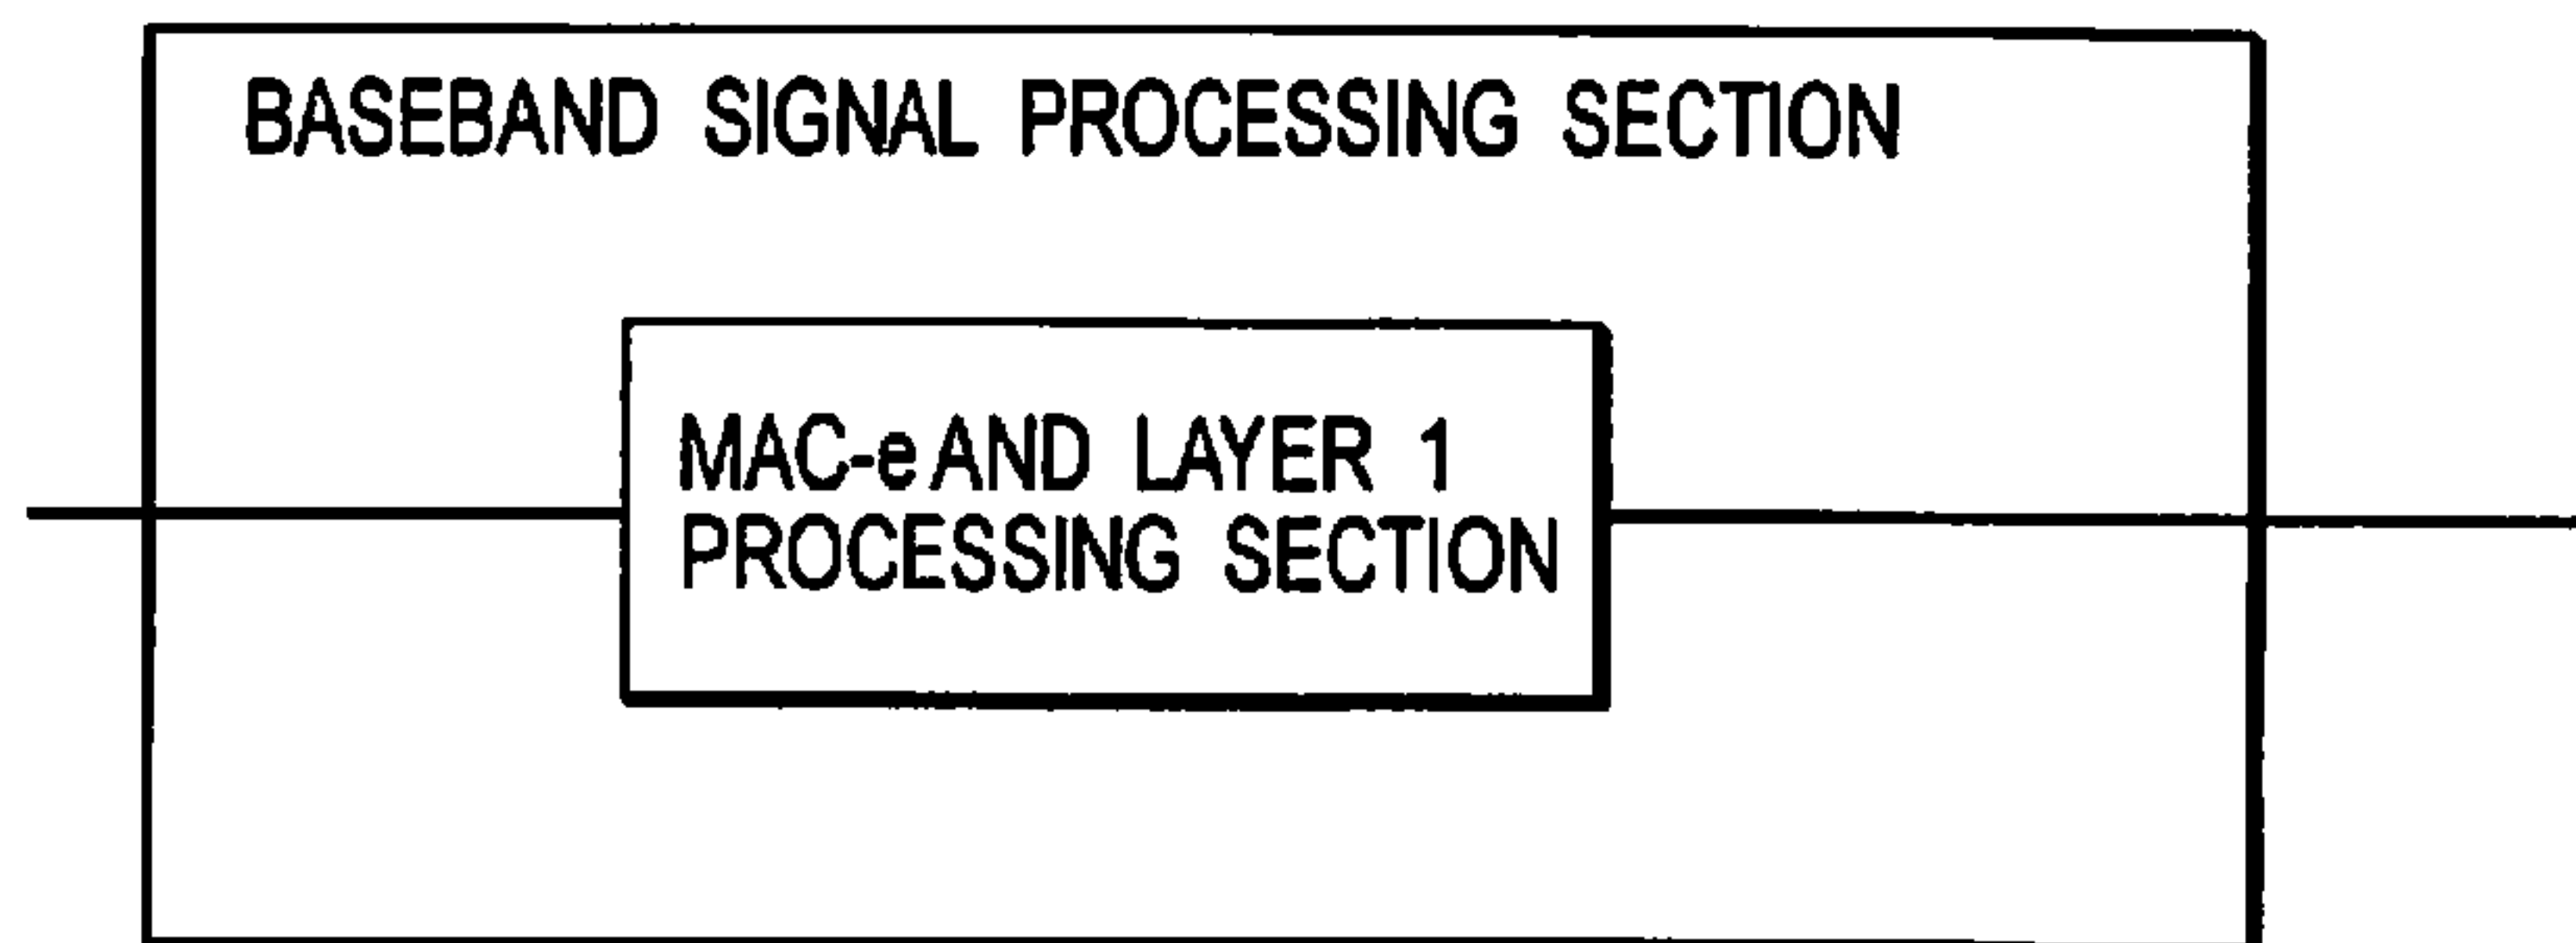 BASEBAND SIGNAL PROCESSING SECTION
MAC-e AND LAYER 1
PROCESSING SECTION